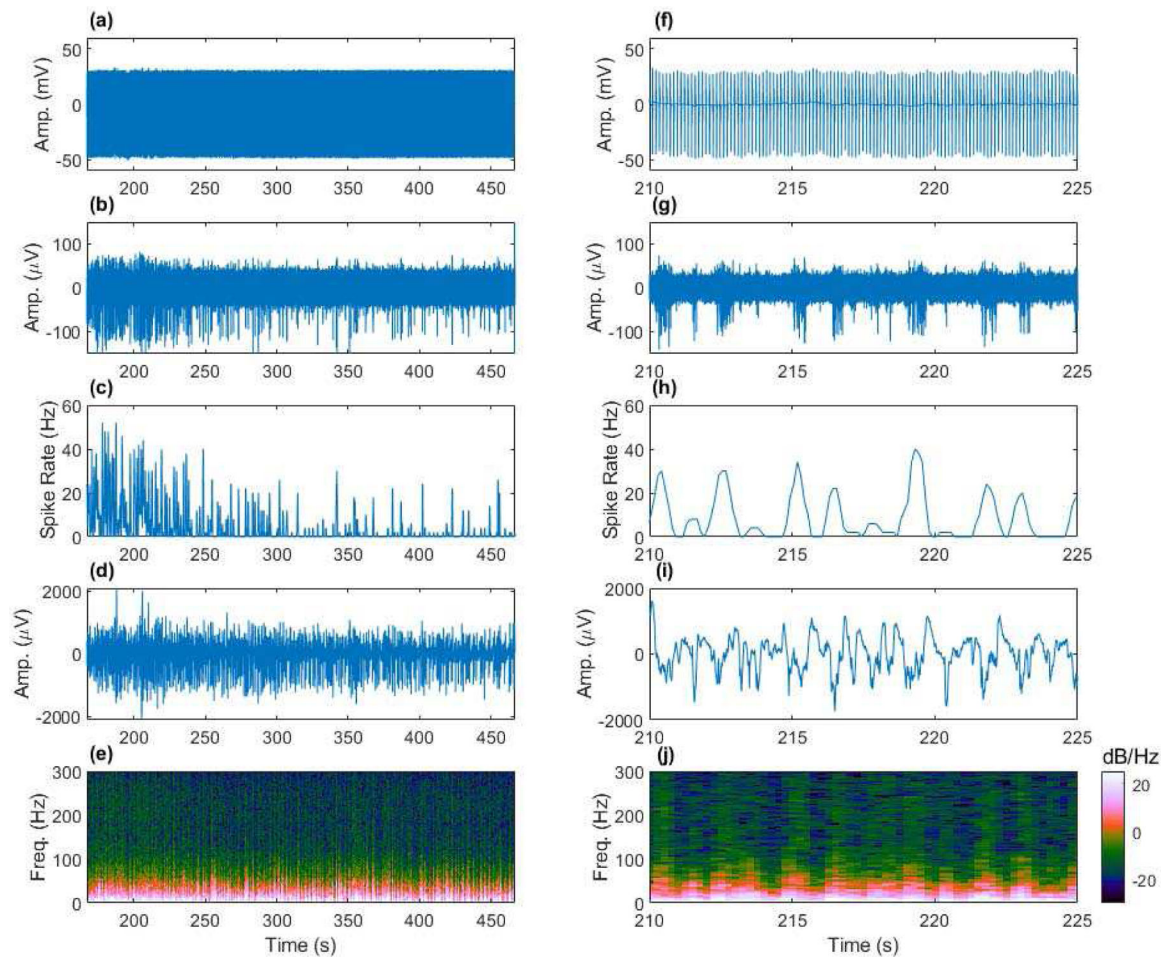 (a)
50
0
-50
Amp. (mV)
200 250 300 350 400 450
(b)
100
0
-100
Amp. (μV)
200 250 300 350 400 450
(c)
60
40
20
0
Spike Rate (Hz)
200 250 300 350 400 450
(d)
2000
0
-2000
Amp. (μV)
200 250 300 350 400 450
(e)
300
200
100
0
Freq. (Hz)
200 250 300 350 400 450
Time (s)
(f)
50
0
-50
Amp. (mV)
210 215 220 225
(g)
100
0
-100
Amp. (μV)
210 215 220 225
(h)
60
40
20
0
Spike Rate (Hz)
210 215 220 225
(i)
2000
0
-2000
Amp. (μV)
210 215 220 225
(j)
300
200
100
0
Freq. (Hz)
210 215 220 225
Time (s)
dB/Hz
20
0
-20